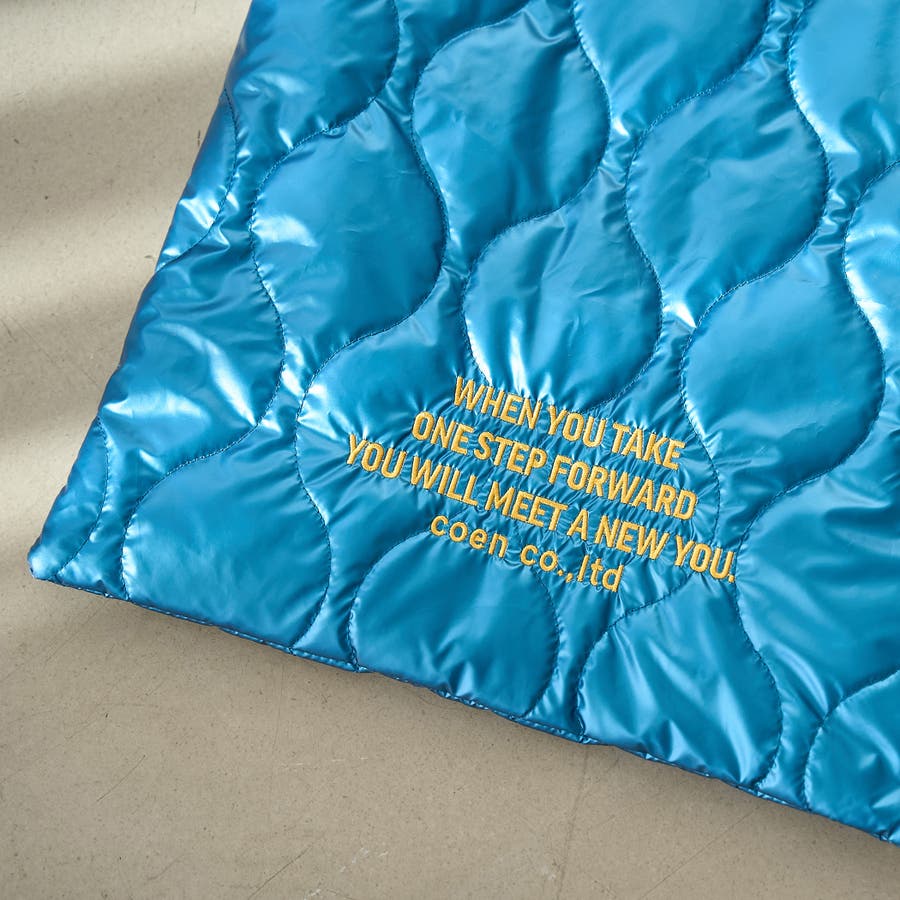 WHEN YOU TAKE
ONE STEP FORWARD
YOU WILL MEET A NEW YOU.
coen co.,ltd